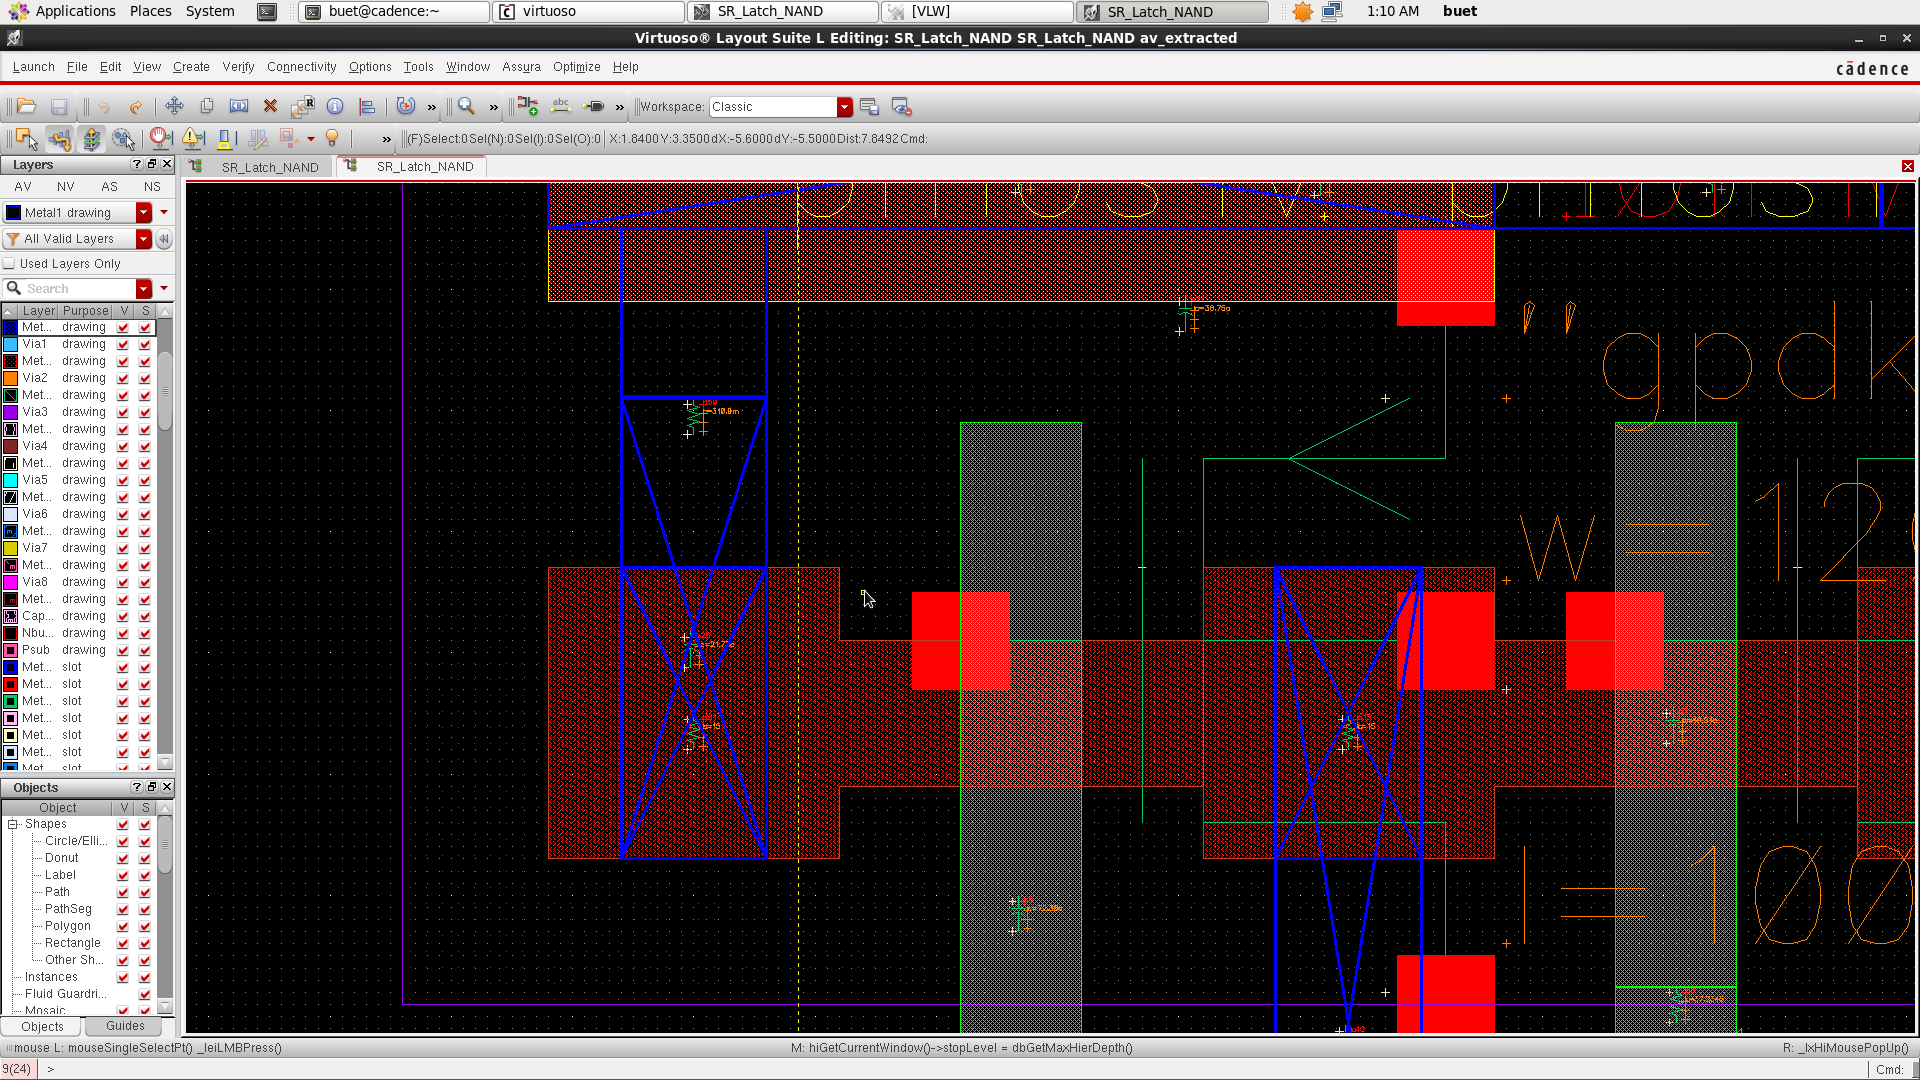 Applications Places System buet@cadence:~ virtuoso SR_Latch_NAND [VLW] SR_Latch_NAND 1:10 AM buet
Virtuoso® Layout Suite L Editing: SR_Latch_NAND SR_Latch_NAND av_extracted
Launch File Edit View Create Verify Connectivity Options Tools Window Assura Optimize Help cādence
Workspace: Classic
(F)Select:0 Sel(N):0 Sel(I):0 Sel(O):0 X:1.8400 Y:3.3500 dX:-5.6000 dY:-5.5000 Dist:7.8492 Cmd:
Layers ? SR_Latch_NAND SR_Latch_NAND
AV NV AS NS
Metal1 drawing
All Valid Layers
Used Layers Only
Search
Layer Purpose V S
Met... drawing
Via1 drawing
Met... drawing
Via2 drawing
Met... drawing
Via3 drawing
Met... drawing
Via4 drawing
Met... drawing
Via5 drawing
Met... drawing
Via6 drawing
Met... drawing
Via7 drawing
Met... drawing
Via8 drawing
Met... drawing
Cap... drawing
Nbu... drawing
Psub drawing
Met... slot
Met... slot
Met... slot
Met... slot
Met... slot
Met... slot
Met... slot
Objects ?
Object V S
Shapes
Circle/Elli...
Donut
Label
Path
PathSeg
Polygon
Rectangle
Other Sh...
Instances
Fluid Guardri...
Mosaic
Objects Guides
"gpdk
w=12
l=100
mouse L: mouseSingleSelectPt() _leiLMBPress() M: hiGetCurrentWindow()->stopLevel = dbGetMaxHierDepth() R: _lxHiMousePopUp()
9(24) > Cmd: